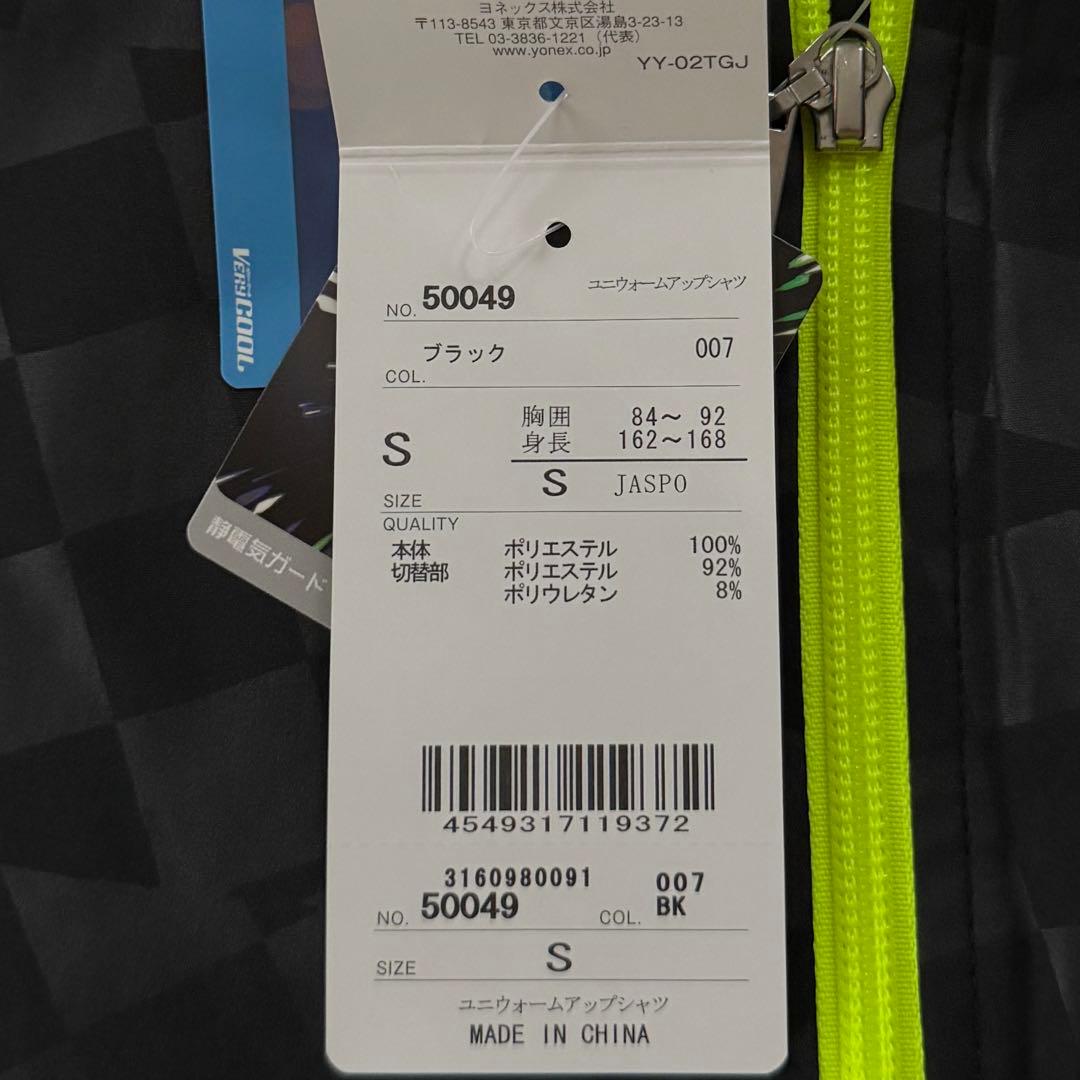 ヨネックス株式会社
〒113-8543 東京都文京区湯島3-23-13
TEL 03-3836-1221（代表）
www.yonex.co.jp
YY-02TGJ
VERY COOL
静電気ガード
NO. 50049 ユニウォームアップシャツ
ブラック 007
COL.
S 胸囲 84～ 92
身長 162～168
S JASPO
SIZE
QUALITY
本体 ポリエステル 100%
切替部 ポリエステル 92%
ポリウレタン 8%
4549317119372
3160980091 007
NO. 50049 COL. BK
SIZE S
ユニウォームアップシャツ
MADE IN CHINA